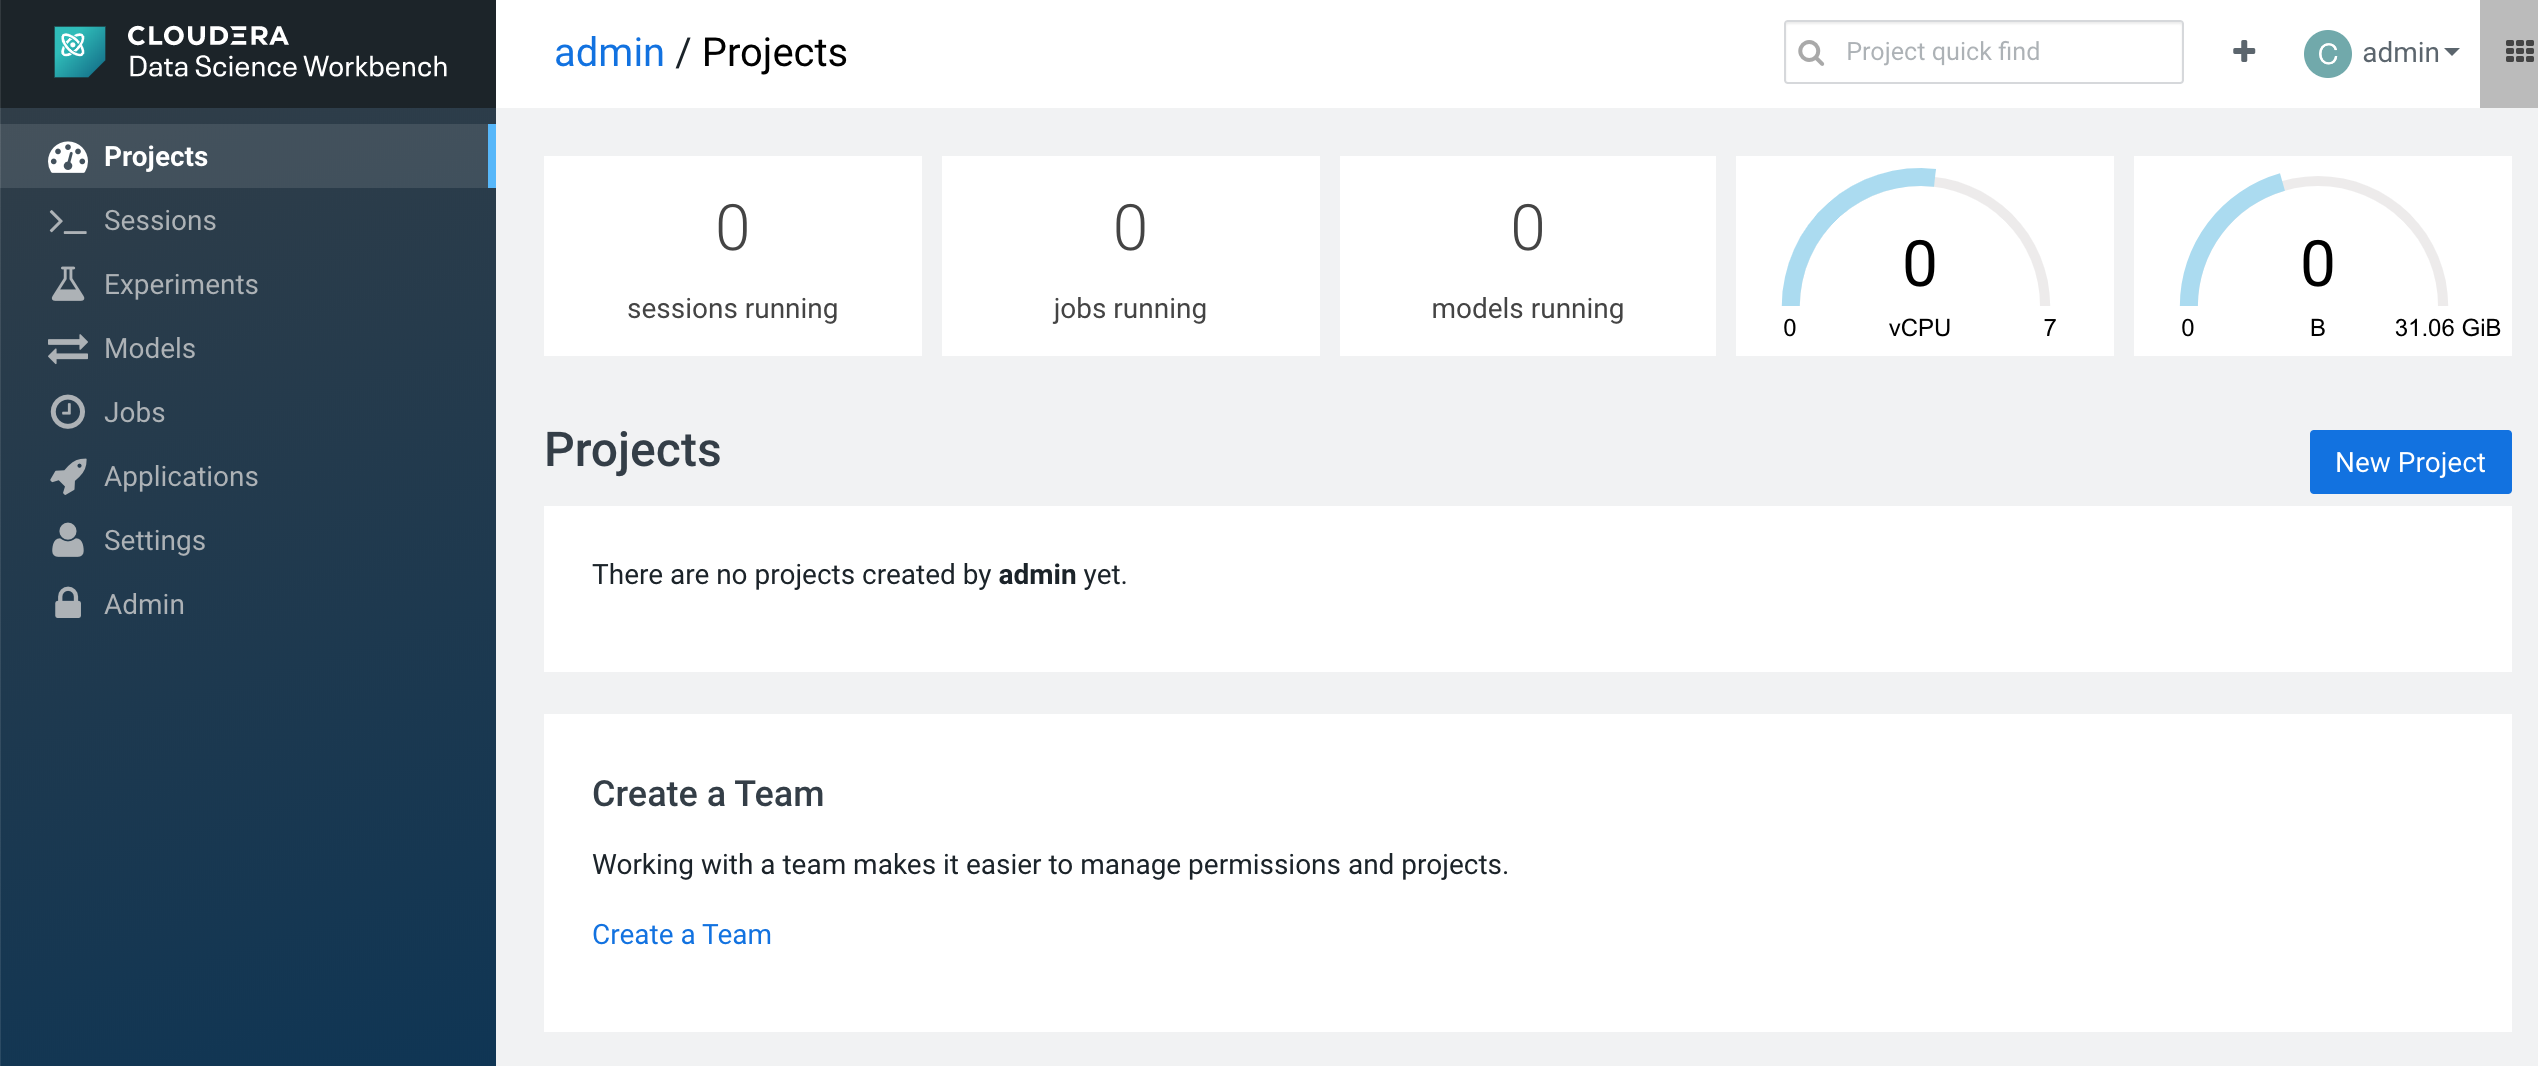 CLOUDERA
Data Science Workbench
admin / Projects
Project quick find
C admin
Projects
Sessions
Experiments
Models
Jobs
Applications
Settings
Admin
0
sessions running
0
jobs running
0
models running
0
0 vCPU 7
0
0 B 31.06 GiB
Projects
New Project
There are no projects created by admin yet.
Create a Team
Working with a team makes it easier to manage permissions and projects.
Create a Team